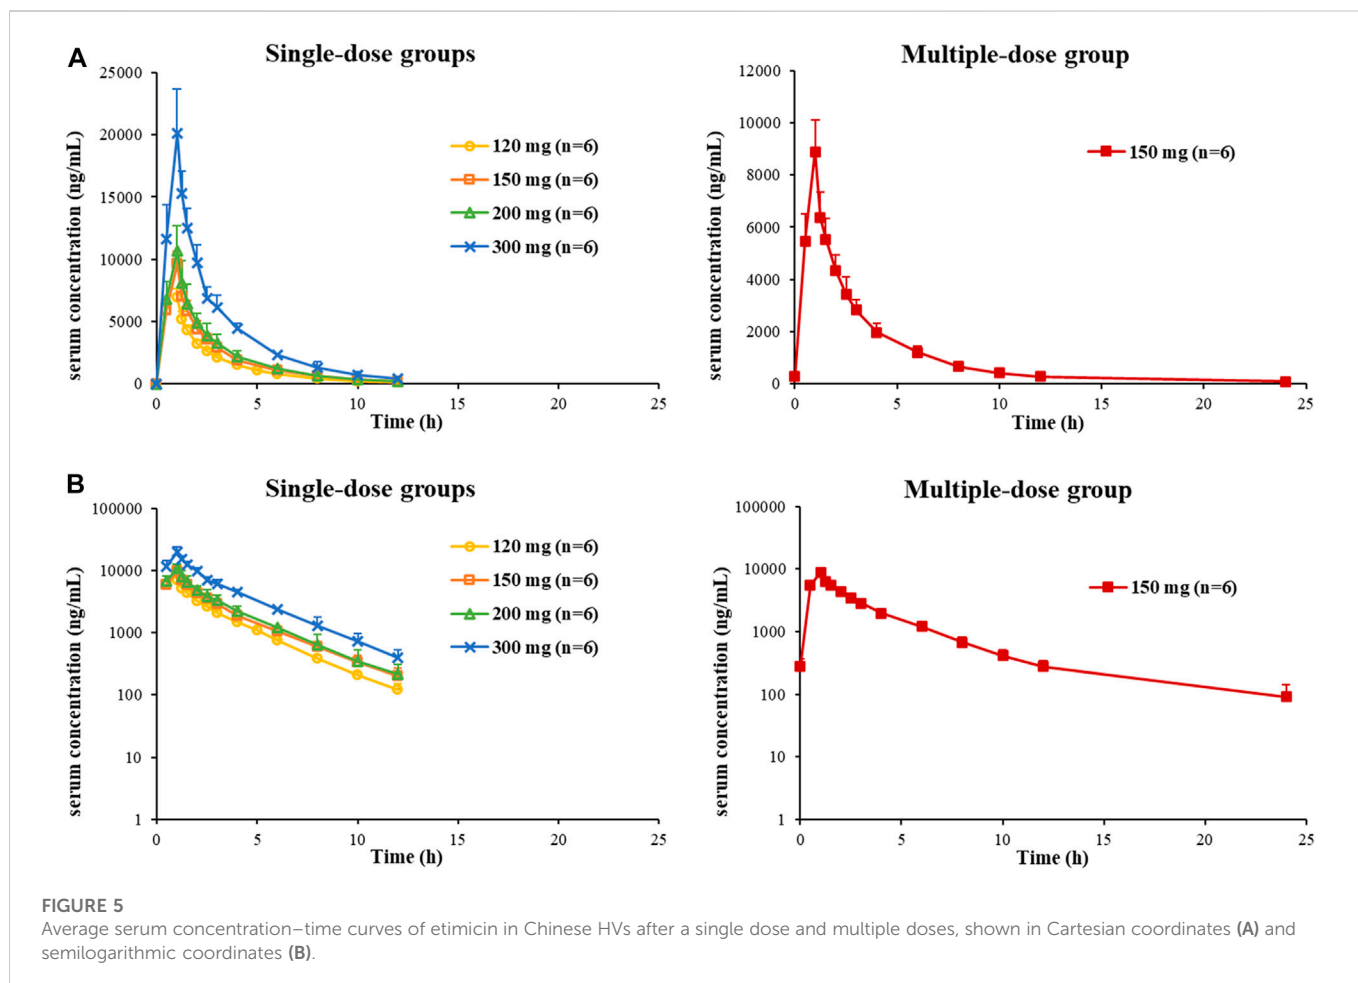 A
Single-dose groups
serum concentration (ng/mL)
25000
20000
15000
10000
5000
0
0 5 10 15 20 25
Time (h)
120 mg (n=6)
150 mg (n=6)
200 mg (n=6)
300 mg (n=6)
Multiple-dose group
serum concentration (ng/mL)
12000
10000
8000
6000
4000
2000
0
0 5 10 15 20 25
Time (h)
150 mg (n=6)
B
Single-dose groups
serum concentration (ng/mL)
100000
10000
1000
100
10
1
0 5 10 15 20 25
Time (h)
120 mg (n=6)
150 mg (n=6)
200 mg (n=6)
300 mg (n=6)
Multiple-dose group
serum concentration (ng/mL)
100000
10000
1000
100
10
1
0 5 10 15 20 25
Time (h)
150 mg (n=6)
FIGURE 5
Average serum concentration–time curves of etimicin in Chinese HVs after a single dose and multiple doses, shown in Cartesian coordinates (A) and
semilogarithmic coordinates (B).